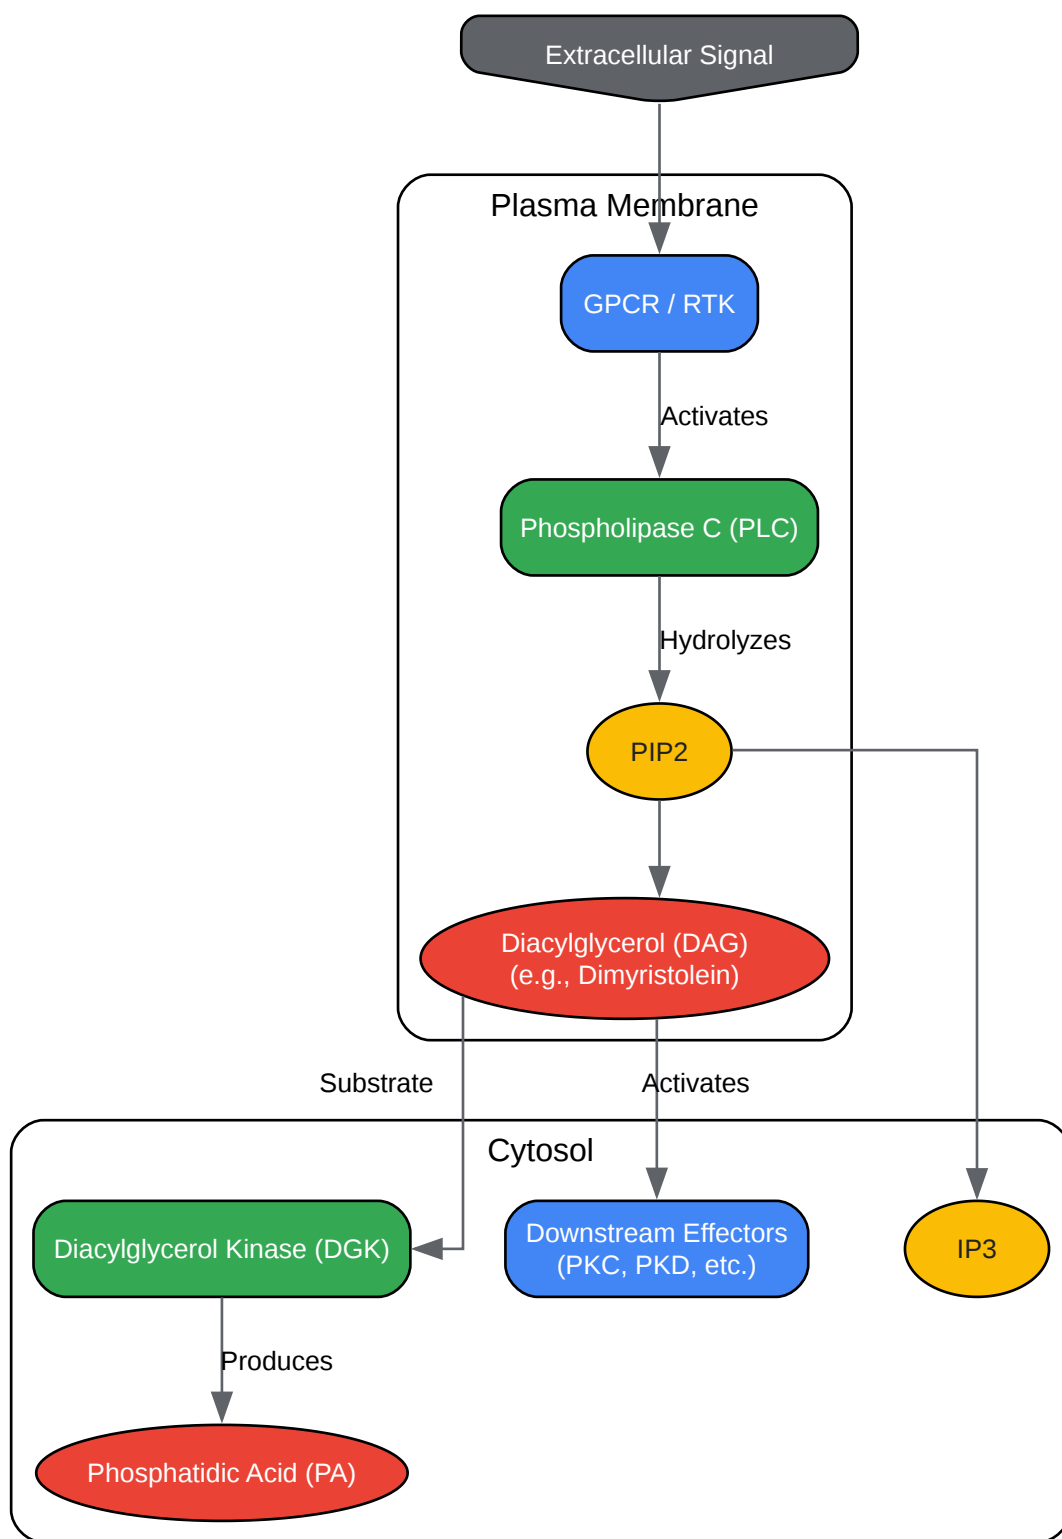 Extracellular Signal
Plasma Membrane
GPCR / RTK
Activates
Phospholipase C (PLC)
Hydrolyzes
PIP2
Diacylglycerol (DAG)
(e.g., Dimyristolein)
Substrate
Activates
Cytosol
Diacylglycerol Kinase (DGK)
Downstream Effectors
(PKC, PKD, etc.)
IP3
Produces
Phosphatidic Acid (PA)